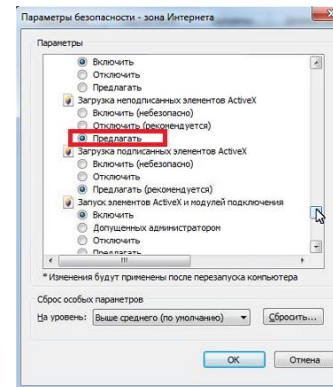 Параметры безопасности - зона Интернета
Параметры
Включить
Отключить
Предлагать
Загрузка неподписанных элементов ActiveX
Включить (небезопасно)
Отключить (рекомендуется)
Предлагать
Загрузка подписанных элементов ActiveX
Включить (небезопасно)
Отключить
Предлагать (рекомендуется)
Запуск элементов ActiveX и модулей подключения
Включить
Допущенных администратором
Отключить
Предлагать
* Изменения будут применены после перезапуска компьютера
Сброс особых параметров
На уровень: Выше среднего (по умолчанию) Сбросить...
ОК Отмена